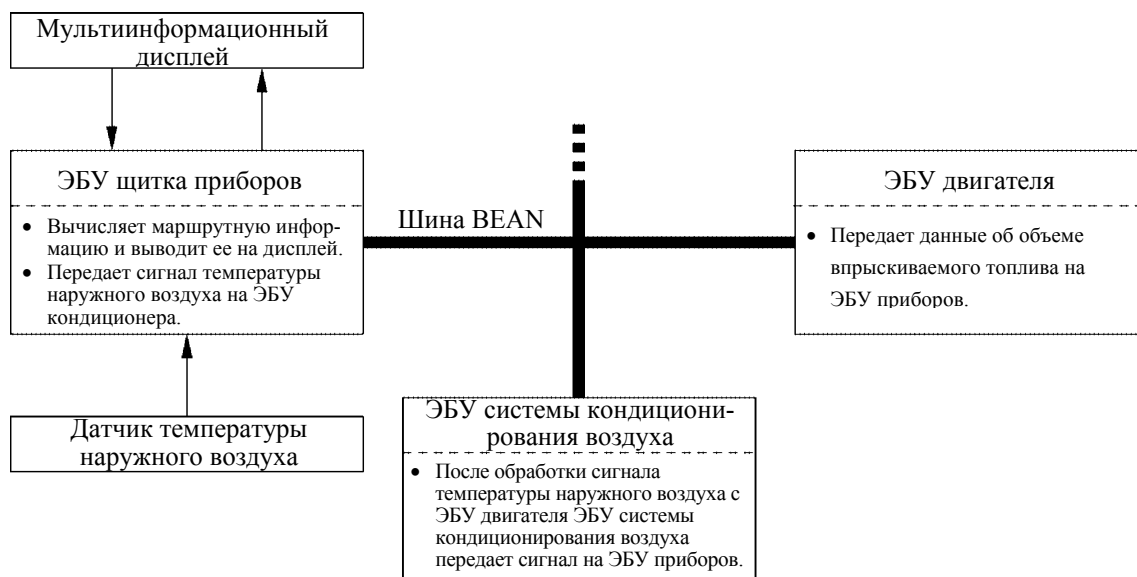 Мультиинформационный
дисплей
ЭБУ щитка приборов
• Вычисляет маршрутную инфор-
мацию и выводит ее на дисплей.
• Передает сигнал температуры
наружного воздуха на ЭБУ
кондиционера.
Датчик температуры
наружного воздуха
Шина BEAN
ЭБУ двигателя
• Передает данные об объеме
впрыскиваемого топлива на
ЭБУ приборов.
ЭБУ системы кондициони-
рования воздуха
• После обработки сигнала
температуры наружного воздуха с
ЭБУ двигателя ЭБУ системы
кондиционирования воздуха
передает сигнал на ЭБУ приборов.